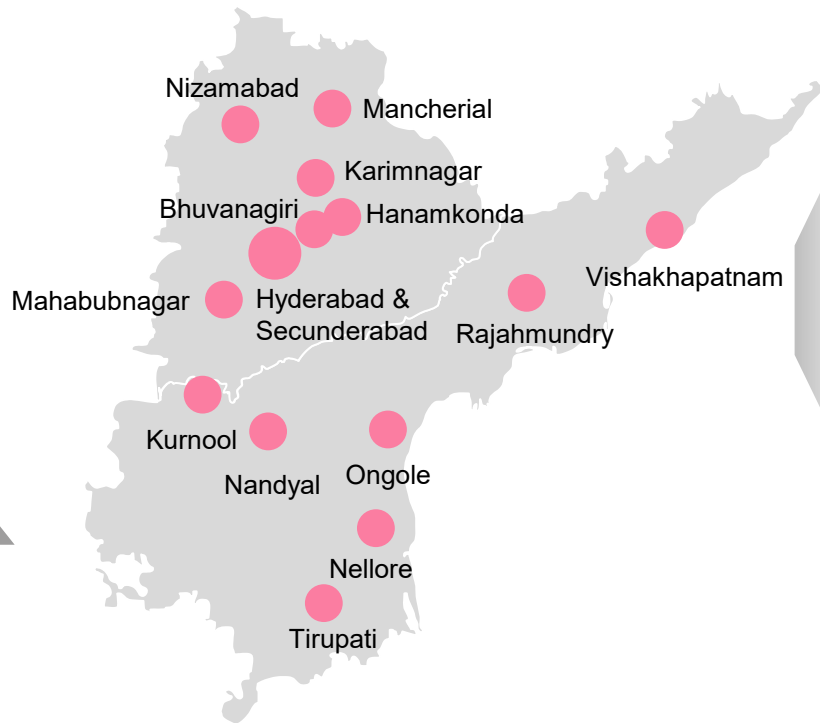 Nizamabad
Mancherial
Karimnagar
Bhuvanagiri
Hanamkonda
Vishakhapatnam
Mahabubnagar
Hyderabad &
Secunderabad
Rajahmundry
Kurnool
Ongole
Nandyal
Nellore
Tirupati